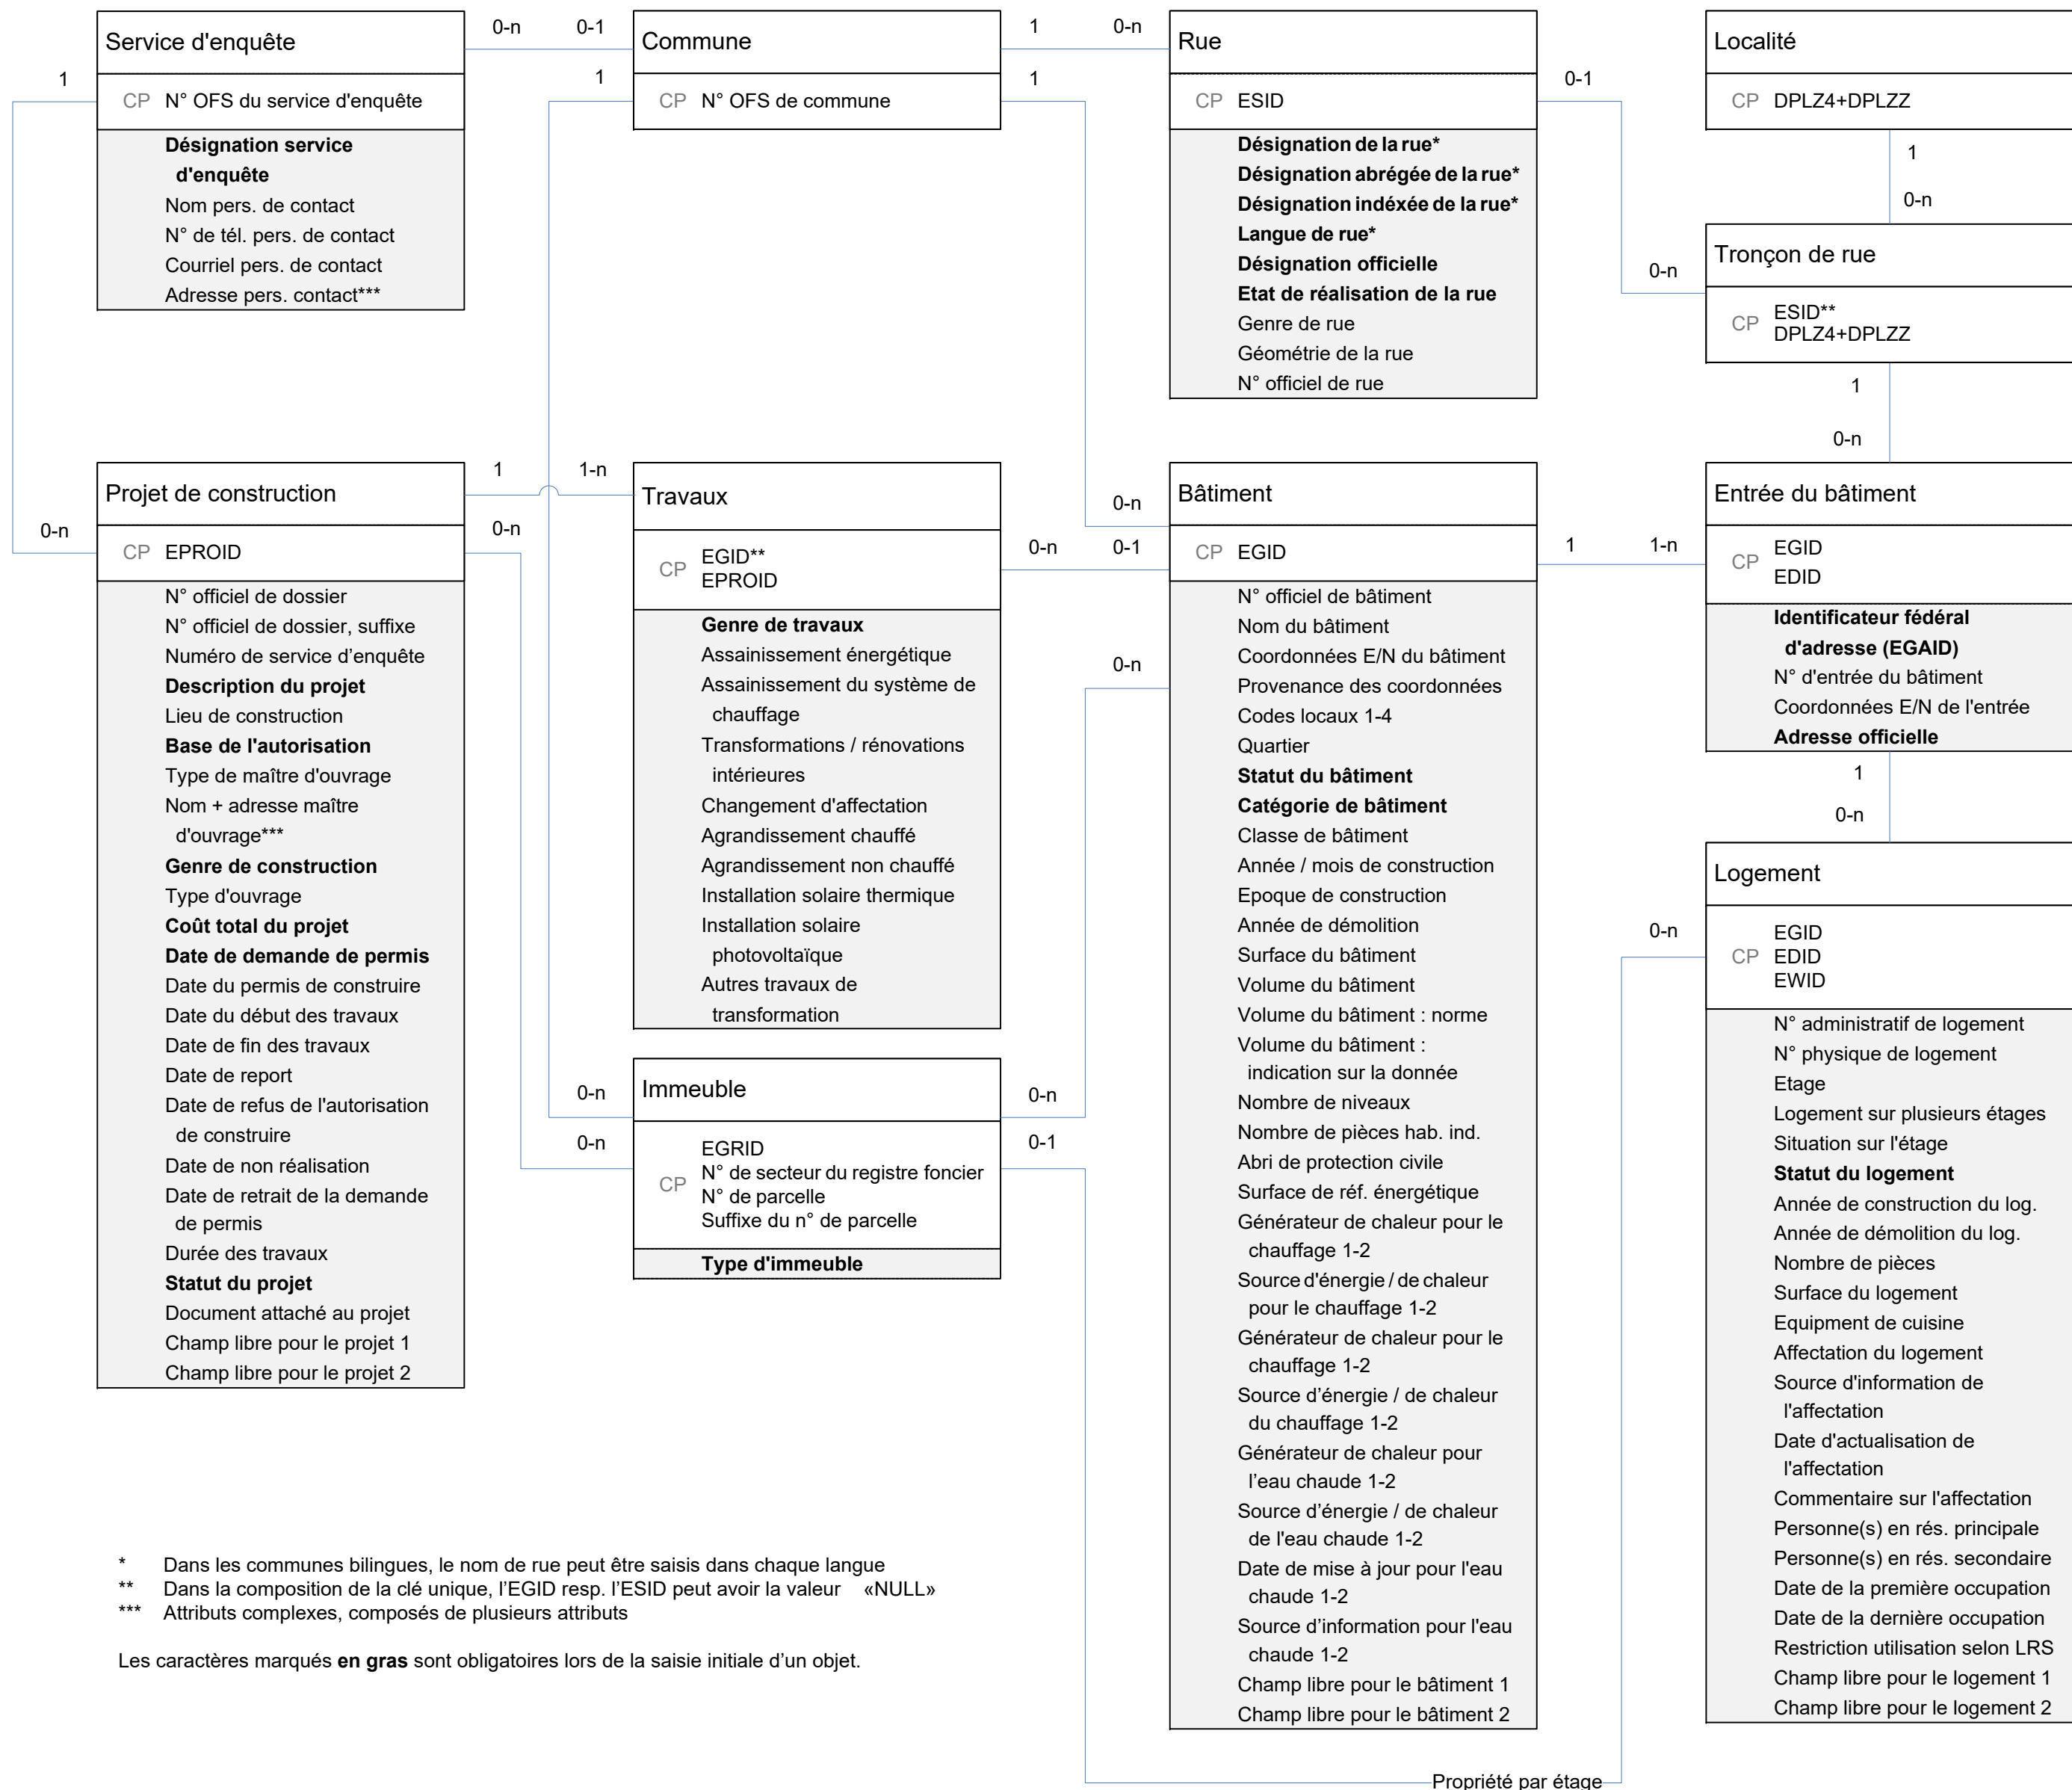 Service d'enquête
CP N° OFS du service d'enquête
Désignation service
d'enquête
Nom pers. de contact
N° de tél. pers. de contact
Courriel pers. de contact
Adresse pers. contact***
0-n 0-1
1
Commune
CP N° OFS de commune
1
1 0-n
1
Rue
CP ESID
Désignation de la rue*
Désignation abrégée de la rue*
Désignation indéxée de la rue*
Langue de rue*
Désignation officielle
Etat de réalisation de la rue
Genre de rue
Géométrie de la rue
N° officiel de rue
0-1
0-n
Localité
CP DPLZ4+DPLZZ
1
0-n
Tronçon de rue
CP ESID**
DPLZ4+DPLZZ
1
0-n
Projet de construction
0-n
CP EPROID
N° officiel de dossier
N° officiel de dossier, suffixe
Numéro de service d’enquête
Description du projet
Lieu de construction
Base de l'autorisation
Type de maître d'ouvrage
Nom + adresse maître
d'ouvrage***
Genre de construction
Type d'ouvrage
Coût total du projet
Date de demande de permis
Date du permis de construire
Date du début des travaux
Date de fin des travaux
Date de report
Date de refus de l'autorisation
de construire
Date de non réalisation
Date de retrait de la demande
de permis
Durée des travaux
Statut du projet
Document attaché au projet
Champ libre pour le projet 1
Champ libre pour le projet 2
1 1-n
0-n
Travaux
CP EGID**
EPROID
Genre de travaux
Assainissement énergétique
Assainissement du système de
chauffage
Transformations / rénovations
intérieures
Changement d'affectation
Agrandissement chauffé
Agrandissement non chauffé
Installation solaire thermique
Installation solaire
photovoltaïque
Autres travaux de
transformation
0-n
0-n 0-1
0-n
0-n
0-n
Immeuble
CP EGRID
N° de secteur du registre foncier
N° de parcelle
Suffixe du n° de parcelle
Type d'immeuble
0-n
0-1
Bâtiment
CP EGID
N° officiel de bâtiment
Nom du bâtiment
Coordonnées E/N du bâtiment
Provenance des coordonnées
Codes locaux 1-4
Quartier
Statut du bâtiment
Catégorie de bâtiment
Classe de bâtiment
Année / mois de construction
Epoque de construction
Année de démolition
Surface du bâtiment
Volume du bâtiment
Volume du bâtiment : norme
Volume du bâtiment :
indication sur la donnée
Nombre de niveaux
Nombre de pièces hab. ind.
Abri de protection civile
Surface de réf. énergétique
Générateur de chaleur pour le
chauffage 1-2
Source d'énergie / de chaleur
pour le chauffage 1-2
Générateur de chaleur pour le
chauffage 1-2
Source d’énergie / de chaleur
du chauffage 1-2
Générateur de chaleur pour
l’eau chaude 1-2
Source d’énergie / de chaleur
de l'eau chaude 1-2
Date de mise à jour pour l'eau
chaude 1-2
Source d’information pour l'eau
chaude 1-2
Champ libre pour le bâtiment 1
Champ libre pour le bâtiment 2
1 1-n
Entrée du bâtiment
CP EGID
EDID
Identificateur fédéral
d'adresse (EGAID)
N° d'entrée du bâtiment
Coordonnées E/N de l'entrée
Adresse officielle
1
0-n
Logement
0-n
EGID
CP EDID
EWID
N° administratif de logement
N° physique de logement
Etage
Logement sur plusieurs étages
Situation sur l'étage
Statut du logement
Année de construction du log.
Année de démolition du log.
Nombre de pièces
Surface du logement
Equipment de cuisine
Affectation du logement
Source d'information de
l'affectation
Date d'actualisation de
l'affectation
Commentaire sur l'affectation
Personne(s) en rés. principale
Personne(s) en rés. secondaire
Date de la première occupation
Date de la dernière occupation
Restriction utilisation selon LRS
Champ libre pour le logement 1
Champ libre pour le logement 2
Propriété par étage
* Dans les communes bilingues, le nom de rue peut être saisis dans chaque langue
** Dans la composition de la clé unique, l’EGID resp. l’ESID peut avoir la valeur «NULL»
*** Attributs complexes, composés de plusieurs attributs
Les caractères marqués en gras sont obligatoires lors de la saisie initiale d’un objet.